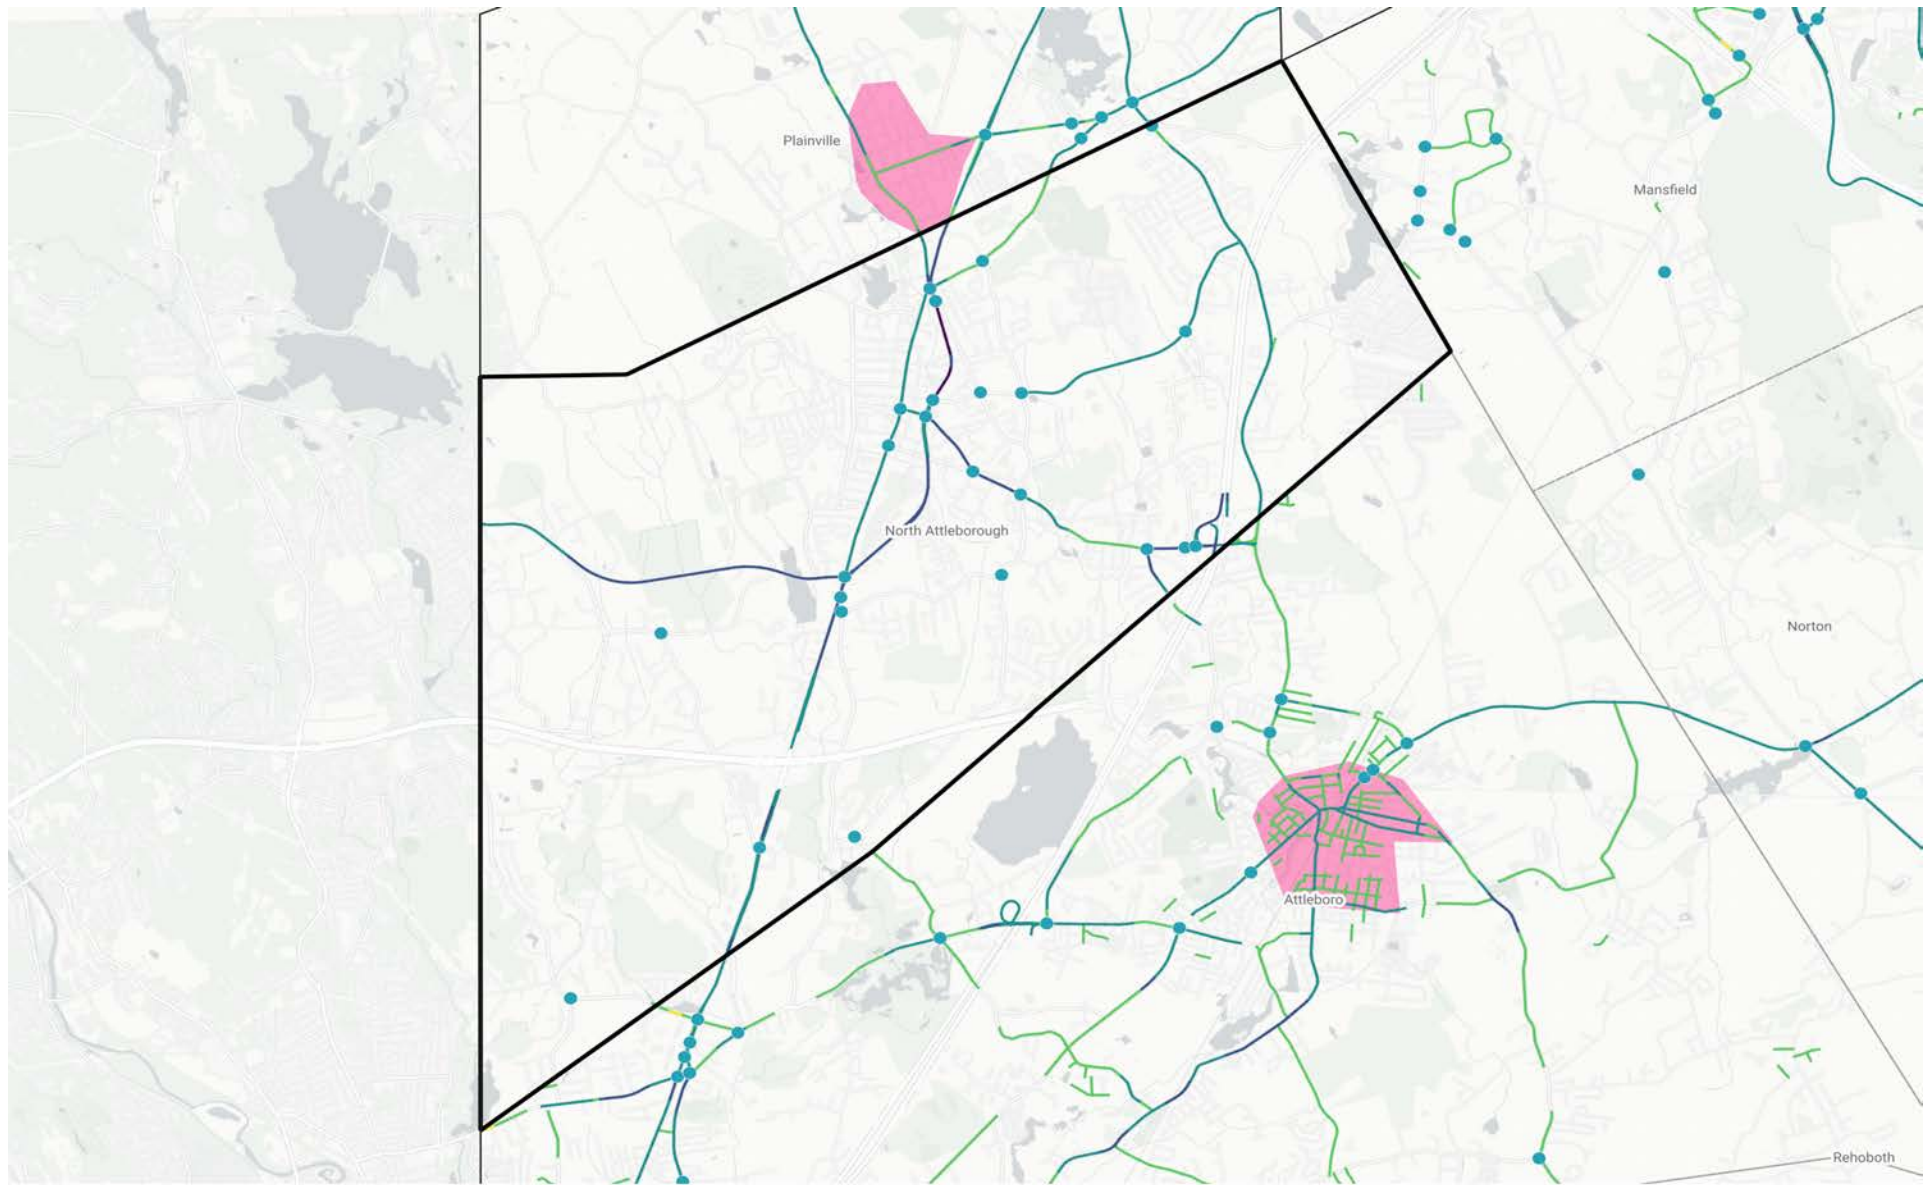 Plainville
Mansfield
North Attleborough
Norton
Attleboro
Rehoboth